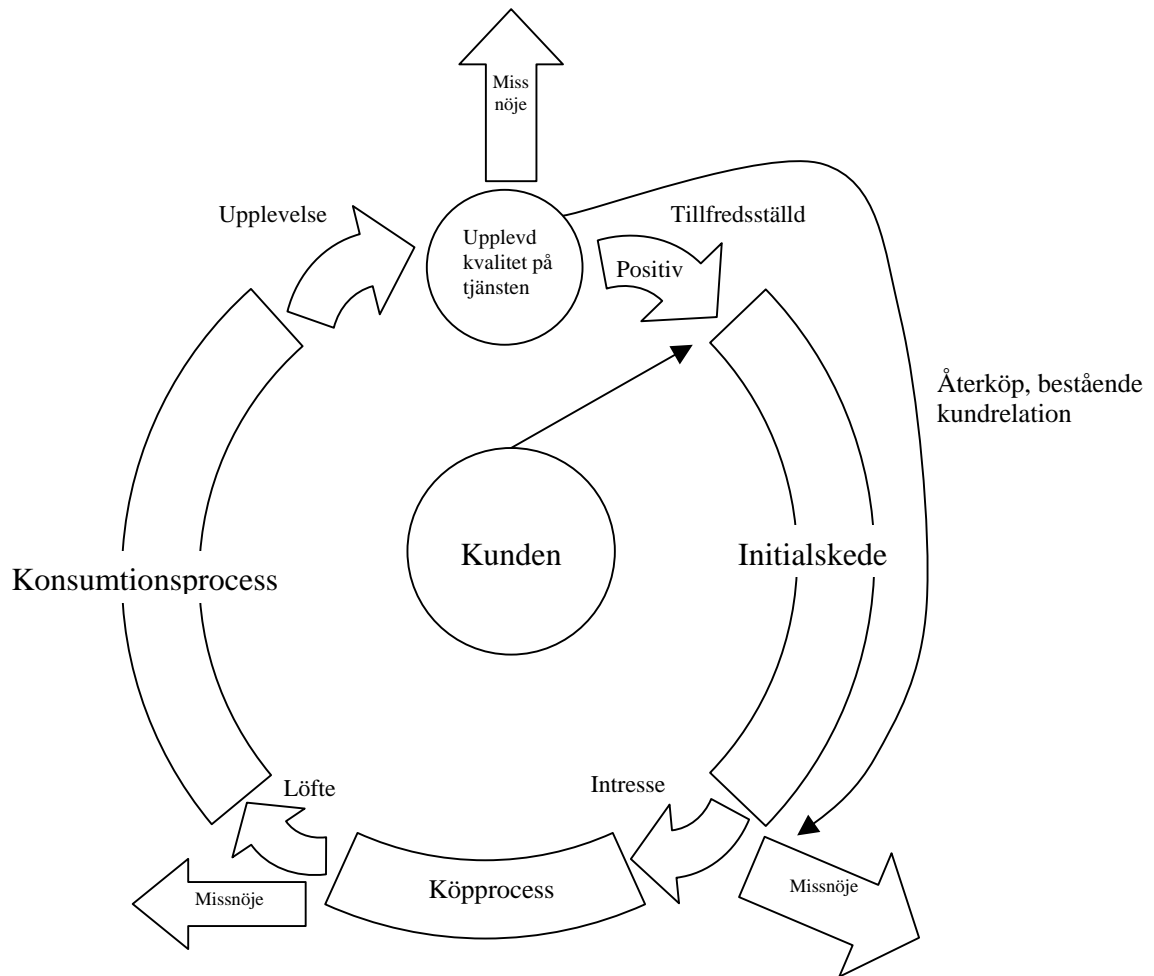 Miss
nöje
Upplevelse
Tillfredsställd
Upplevd
kvalitet på
tjänsten
Positiv
Återköp, bestående
kundrelation
Kunden
Initialskede
Konsumtionsprocess
Löfte
Intresse
Köpprocess
Missnöje
Missnöje